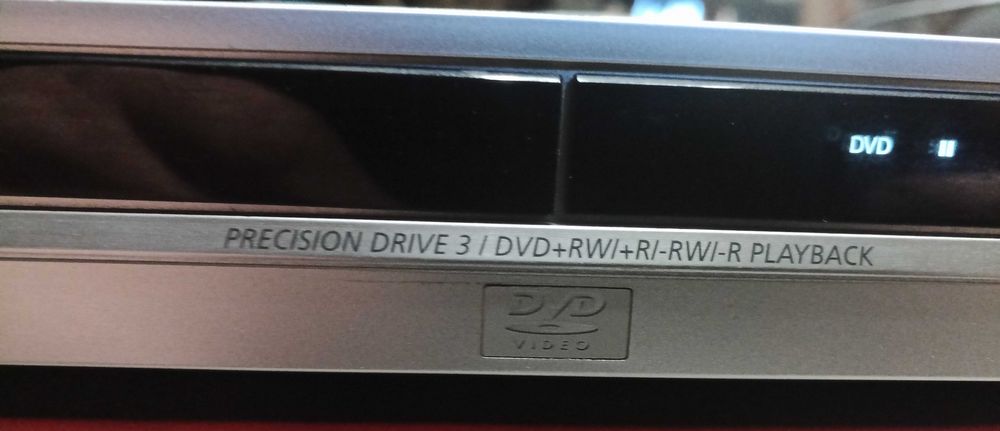 DVD
PRECISION DRIVE 3 / DVD+RW/+R/-RW/-R PLAYBACK
DVD
VIDEO